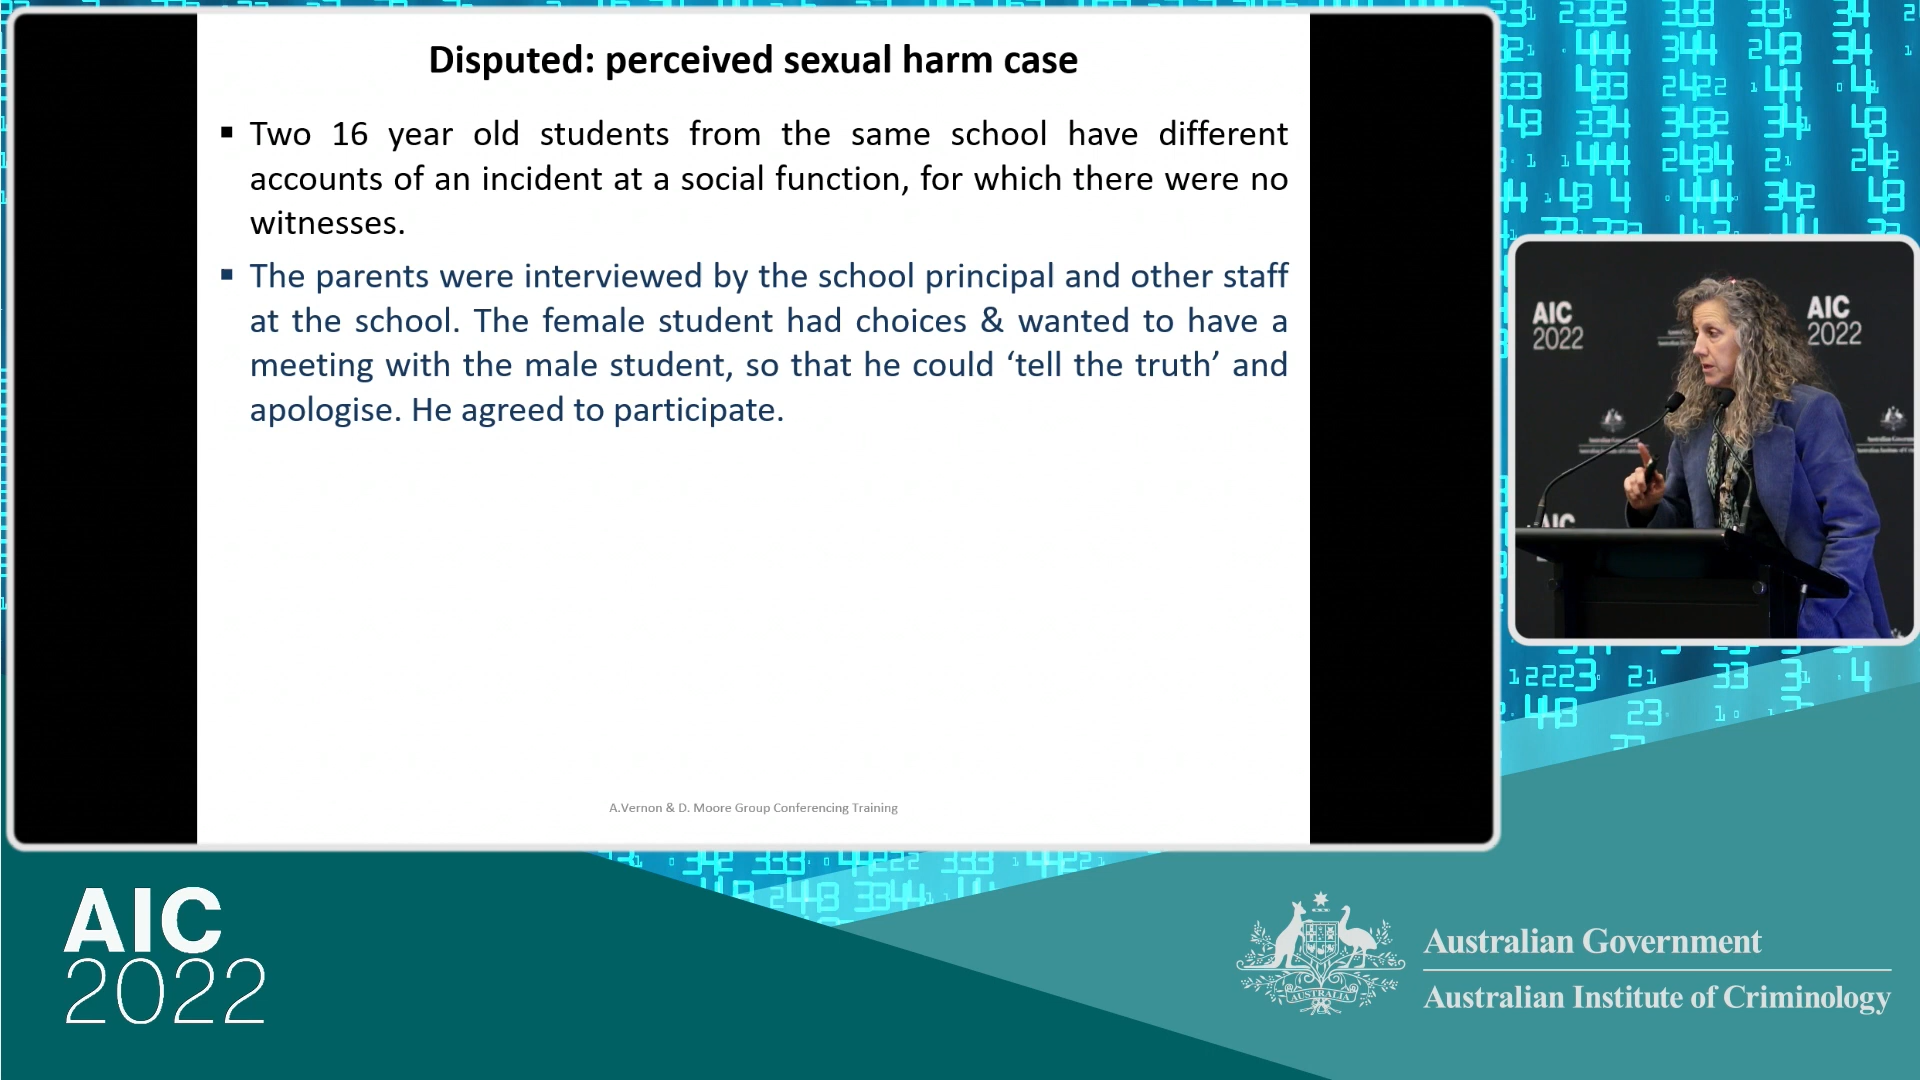 Disputed: perceived sexual harm case
▪ Two 16 year old students from the same school have different
accounts of an incident at a social function, for which there were no
witnesses.
▪ The parents were interviewed by the school principal and other staff
at the school. The female student had choices & wanted to have a
meeting with the male student, so that he could ‘tell the truth’ and
apologise. He agreed to participate.
A.Vernon & D. Moore Group Conferencing Training
AIC
2022
AIC
2022
AIC
AIC
2022
AUSTRALIA
Australian Government
Australian Institute of Criminology